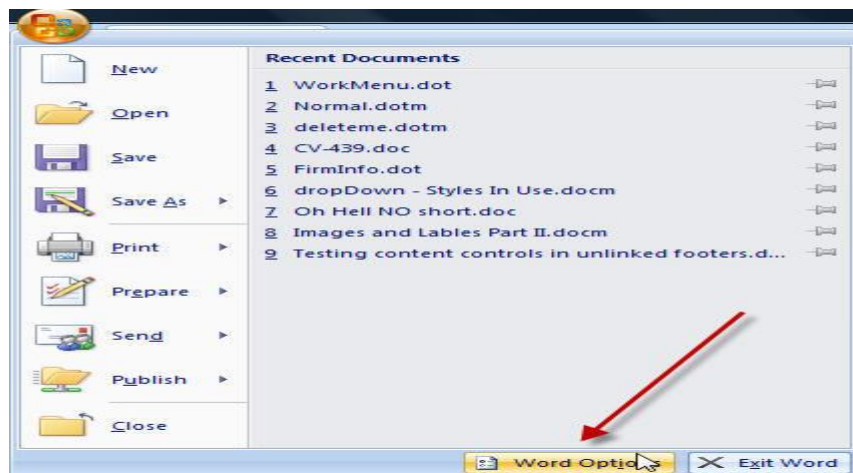 New
Open
Save
Save As
Print
Prepare
Send
Publish
Close
Recent Documents
1 WorkMenu.dot
2 Normal.dotm
3 deleteme.dotm
4 CV-439.doc
5 FirmInfo.dot
6 dropDown - Styles In Use.docm
7 Oh Hell NO short.doc
8 Images and Lables Part II.docm
9 Testing content controls in unlinked footers.d...
Word Options
Exit Word